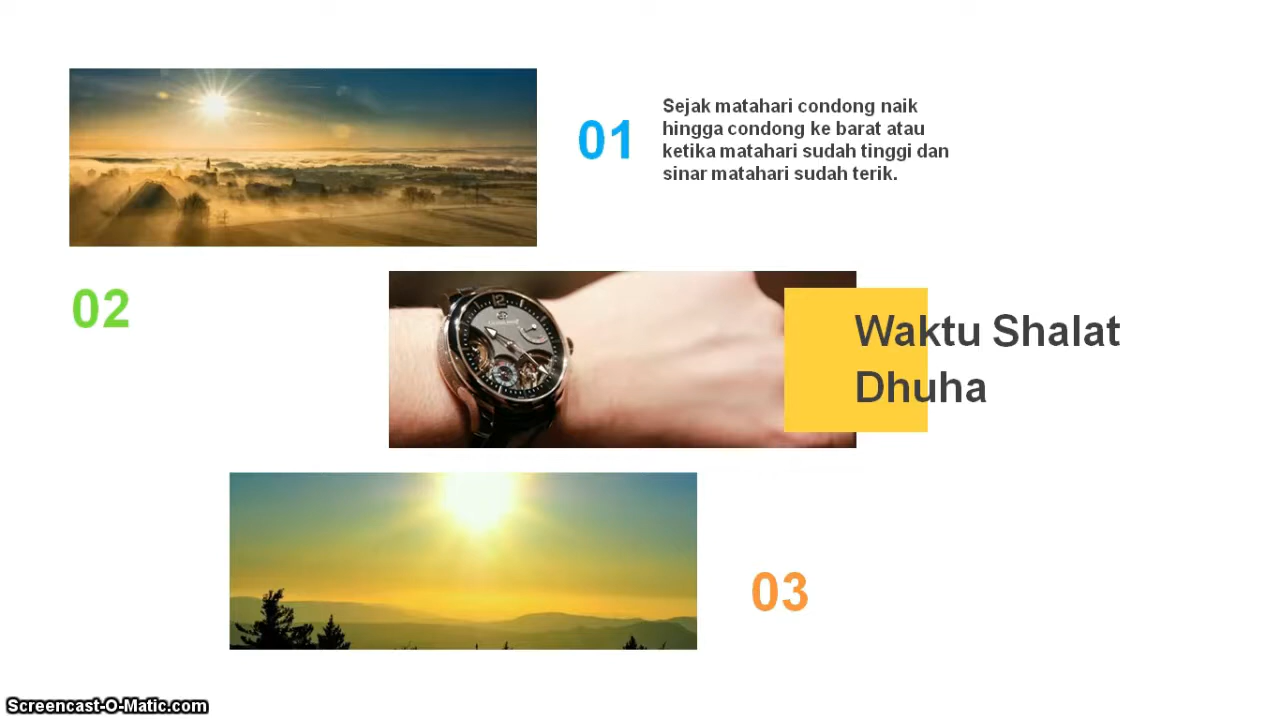 01
Sejak matahari condong naik
hingga condong ke barat atau
ketika matahari sudah tinggi dan
sinar matahari sudah terik.
02
Waktu Shalat
Dhuha
03
Screencast-O-Matic.com